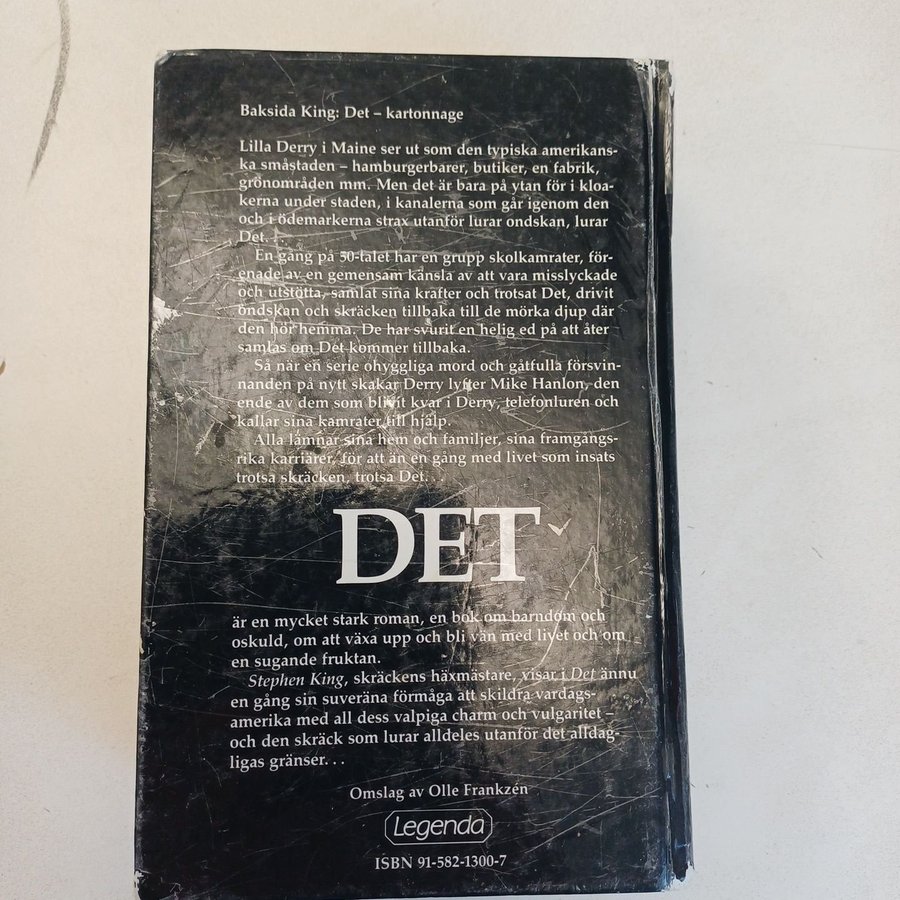 Baksida King: Det – kartonnage
Lilla Derry i Maine ser ut som den typiska amerikans-
ka småstaden – hamburgerbarer, butiker, en fabrik,
grönområden mm. Men det är bara på ytan för i kloa-
kerna under staden, i kanalerna som går igenom den
och i ödemarkerna strax utanför lurar ondskan, lurar
Det. . .
En gång på 50-talet har en grupp skolkamrater, för-
enade av en gemensam känsla av att vara misslyckade
och utstötta, samlat sina krafter och trotsat Det, drivit
ondskan och skräcken tillbaka till de mörka djup där
den hör hemma. De har svurit en helig ed på att åter
samlas om Det kommer tillbaka.
Så när en serie ohyggliga mord och gåtfulla försvin-
nanden på nytt skakar Derry lyfter Mike Hanlon, den
ende av dem som blivit kvar i Derry, telefonluren och
kallar sina kamrater till hjälp.
Alla lämnar sina hem och familjer, sina framgångs-
rika karriärer, för att än en gång med livet som insats
trotsa skräcken, trotsa Det. . .
DET
är en mycket stark roman, en bok om barndom och
oskuld, om att växa upp och bli vän med livet och om
en sugande fruktan.
Stephen King, skräckens häxmästare, visar i Det ännu
en gång sin suveräna förmåga att skildra vardags-
amerika med all dess valpiga charm och vulgaritet –
och den skräck som lurar alldeles utanför det alldag-
ligas gränser. . .
Omslag av Olle Frankzén
Legenda
ISBN 91-582-1300-7